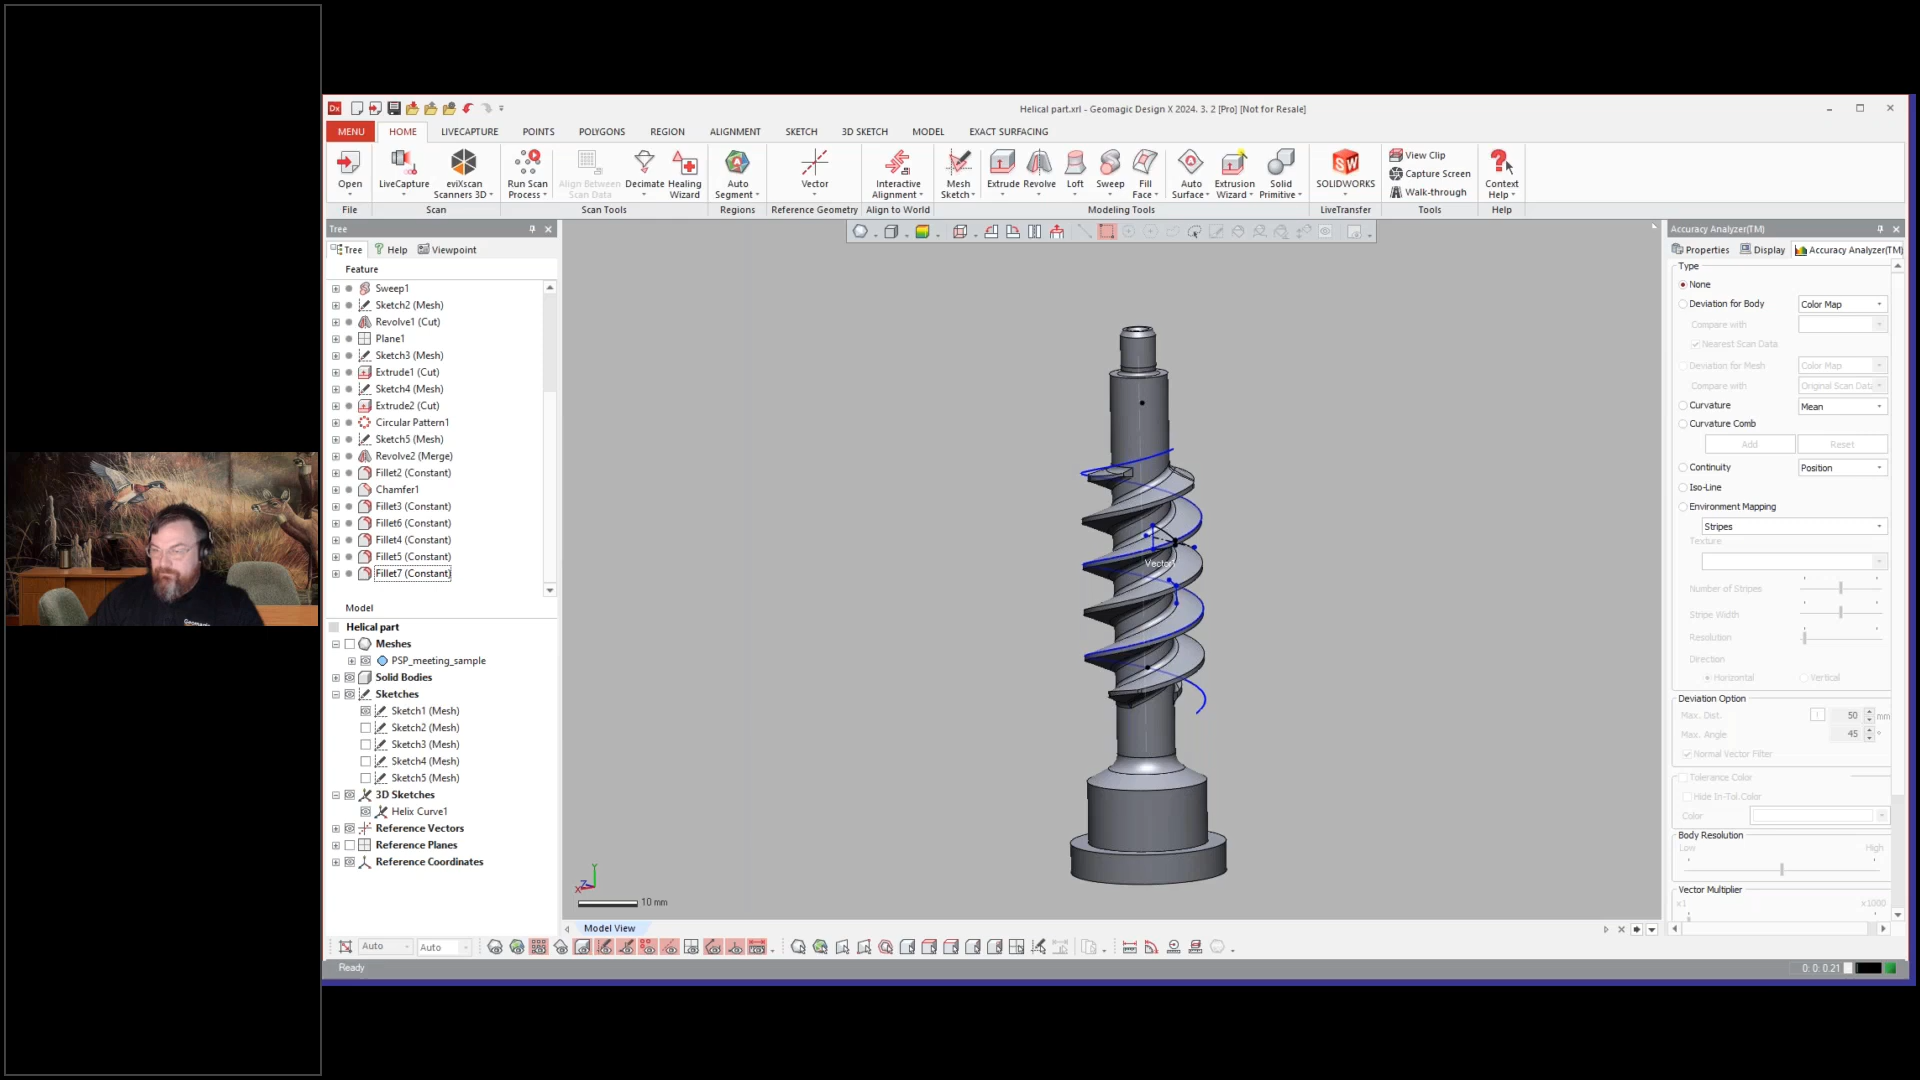 Dx
Helical part.xrl - Geomagic Design X 2024. 3. 2 [Pro] [Not for Resale]
MENU HOME LIVECAPTURE POINTS POLYGONS REGION ALIGNMENT SKETCH 3D SKETCH MODEL EXACT SURFACING
Open LiveCapture eviXscan Scanners 3D Run Scan Process Align Between Scan Data Decimate Healing Wizard Auto Segment Vector Interactive Alignment Mesh Sketch Extrude Revolve Loft Sweep Fill Face Auto Surface Extrusion Wizard Solid Primitive SOLIDWORKS View Clip Capture Screen Walk-through Context Help
File Scan Scan Tools Regions Reference Geometry Align to World Modeling Tools LiveTransfer Tools Help
Tree
Tree Help Viewpoint
Feature
Sweep1
Sketch2 (Mesh)
Revolve1 (Cut)
Plane1
Sketch3 (Mesh)
Extrude1 (Cut)
Sketch4 (Mesh)
Extrude2 (Cut)
Circular Pattern1
Sketch5 (Mesh)
Revolve2 (Merge)
Fillet2 (Constant)
Chamfer1
Fillet3 (Constant)
Fillet6 (Constant)
Fillet4 (Constant)
Fillet5 (Constant)
Fillet7 (Constant)
Model
Helical part
Meshes
PSP_meeting_sample
Solid Bodies
Sketches
Sketch1 (Mesh)
Sketch2 (Mesh)
Sketch3 (Mesh)
Sketch4 (Mesh)
Sketch5 (Mesh)
3D Sketches
Helix Curve1
Reference Vectors
Reference Planes
Reference Coordinates
Y
Z
X
10 mm
Model View
Auto Auto
Ready
0: 0: 0.21
Accuracy Analyzer(TM)
Properties Display Accuracy Analyzer(TM)
Type
None
Deviation for Body Color Map
Compare with
Nearest Scan Data
Deviation for Mesh Color Map
Compare with Original Scan Data
Curvature Mean
Curvature Comb
Add Reset
Continuity Position
Iso-Line
Environment Mapping
Stripes
Texture
Number of Stripes
Stripe Width
Resolution
Direction
Horizontal Vertical
Deviation Option
Max. Dist. 50 mm
Max. Angle 45 °
Normal Vector Filter
Tolerance Color
Hide In-Tol.Color
Color
Body Resolution
Low High
Vector Multiplier
x1 x1000